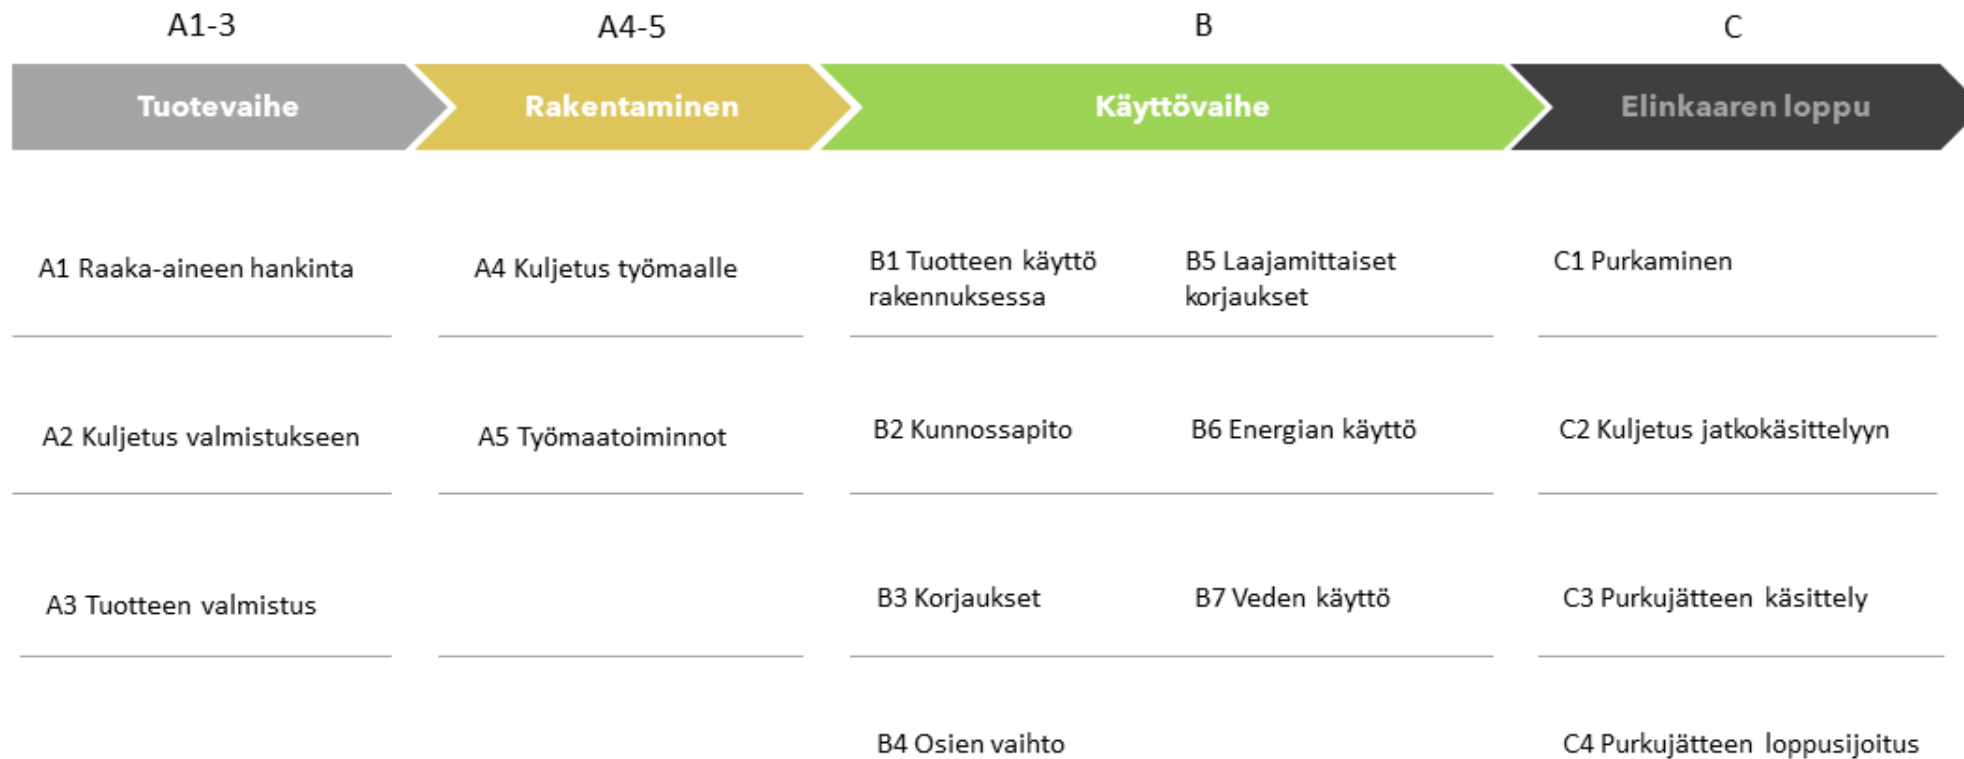 A1-3
A4-5
B
C
Tuotevaihe
Rakentaminen
Käyttövaihe
Elinkaaren loppu
A1 Raaka-aineen hankinta
A2 Kuljetus valmistukseen
A3 Tuotteen valmistus
A4 Kuljetus työmaalle
A5 Työmaatoiminnot
B1 Tuotteen käyttö
rakennuksessa
B2 Kunnossapito
B3 Korjaukset
B4 Osien vaihto
B5 Laajamittaiset
korjaukset
B6 Energian käyttö
B7 Veden käyttö
C1 Purkaminen
C2 Kuljetus jatkokäsittelyyn
C3 Purkujätteen käsittely
C4 Purkujätteen loppusijoitus